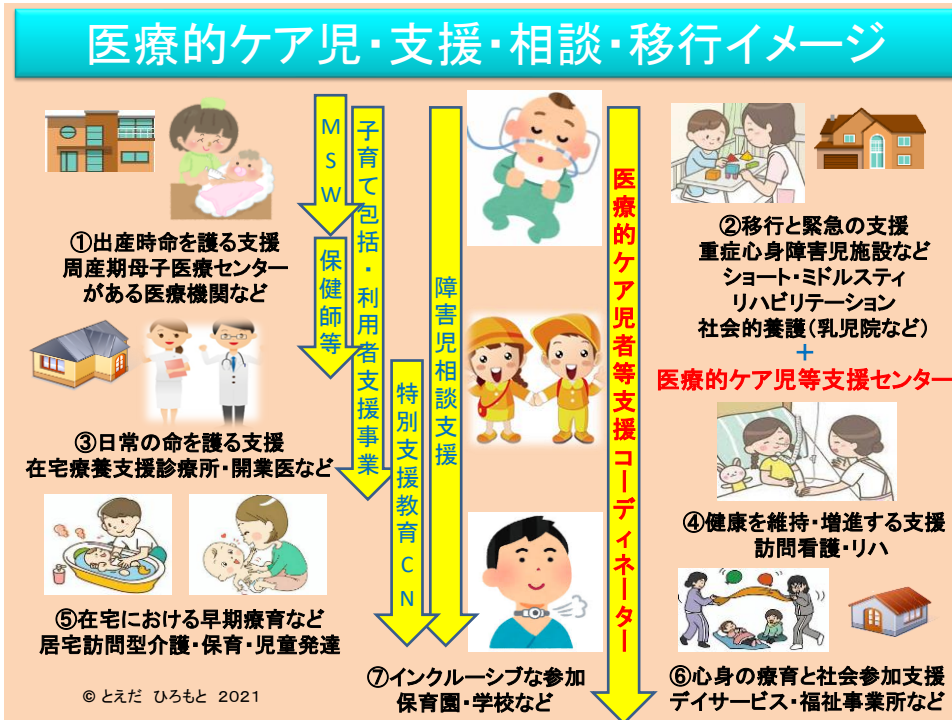 医療的ケア児・支援・相談・移行イメージ
①出産時命を護る支援
周産期母子医療センター
がある医療機関など
MSW
保健師等
子育て包括・利用者支援事業
特別支援教育CN
障害児相談支援
医療的ケア児者等支援コーディネーター
②移行と緊急の支援
重症心身障害児施設など
ショート・ミドルスティ
リハビリテーション
社会的養護(乳児院など)
+
医療的ケア児等支援センター
③日常の命を護る支援
在宅療養支援診療所・開業医など
④健康を維持・増進する支援
訪問看護・リハ
⑤在宅における早期療育など
居宅訪問型介護・保育・児童発達
⑥心身の療育と社会参加支援
デイサービス・福祉事業所など
⑦インクルーシブな参加
保育園・学校など
© とえだ ひろもと 2021